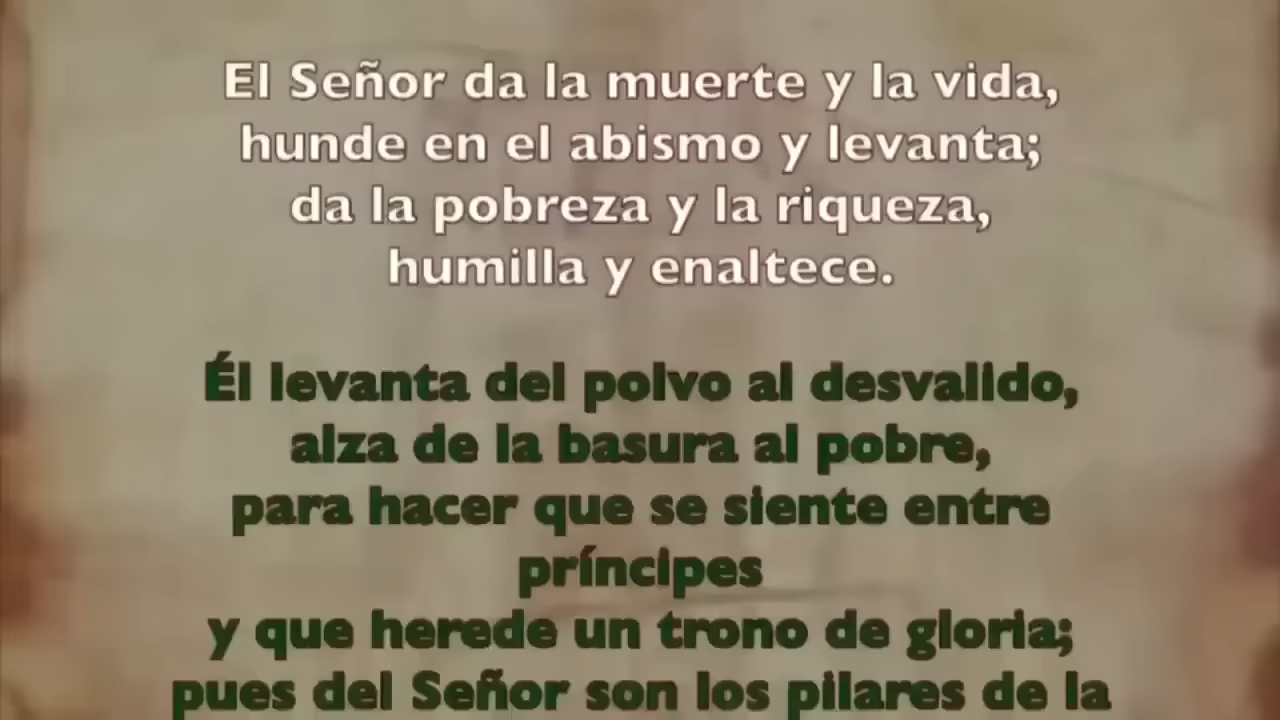 El Señor da la muerte y la vida,
hunde en el abismo y levanta;
da la pobreza y la riqueza,
humilla y enaltece.
Él levanta del polvo al desvalido,
alza de la basura al pobre,
para hacer que se siente entre
príncipes
y que herede un trono de gloria;
pues del Señor son los pilares de la